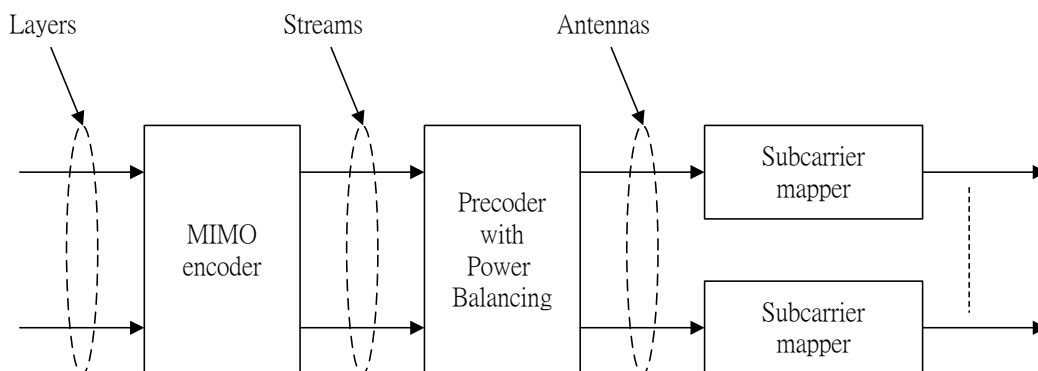 Layers
Streams
Antennas
MIMO
encoder
Precoder
with
Power
Balancing
Subcarrier
mapper
Subcarrier
mapper